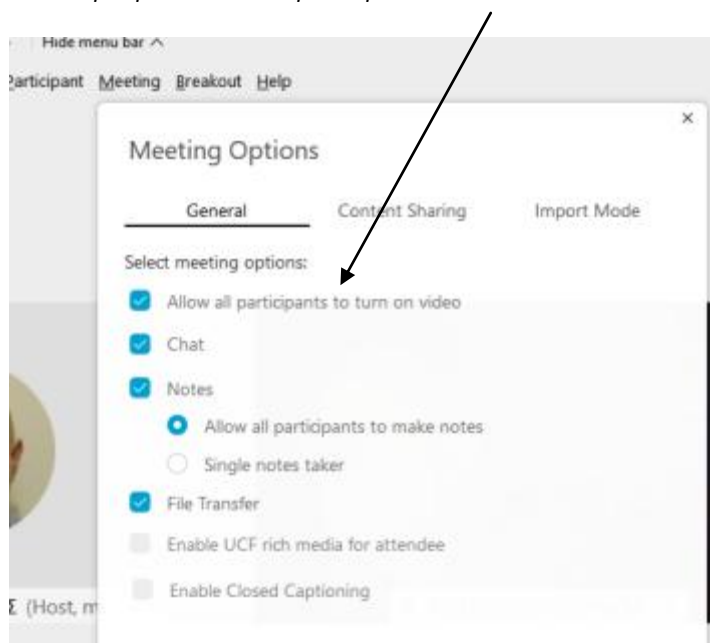 Hide menu bar
Participant Meeting Breakout Help
Meeting Options
General Content Sharing Import Mode
Select meeting options:
Allow all participants to turn on video
Chat
Notes
Allow all participants to make notes
Single notes taker
File Transfer
Enable UCF rich media for attendee
Enable Closed Captioning
Σ (Host, m